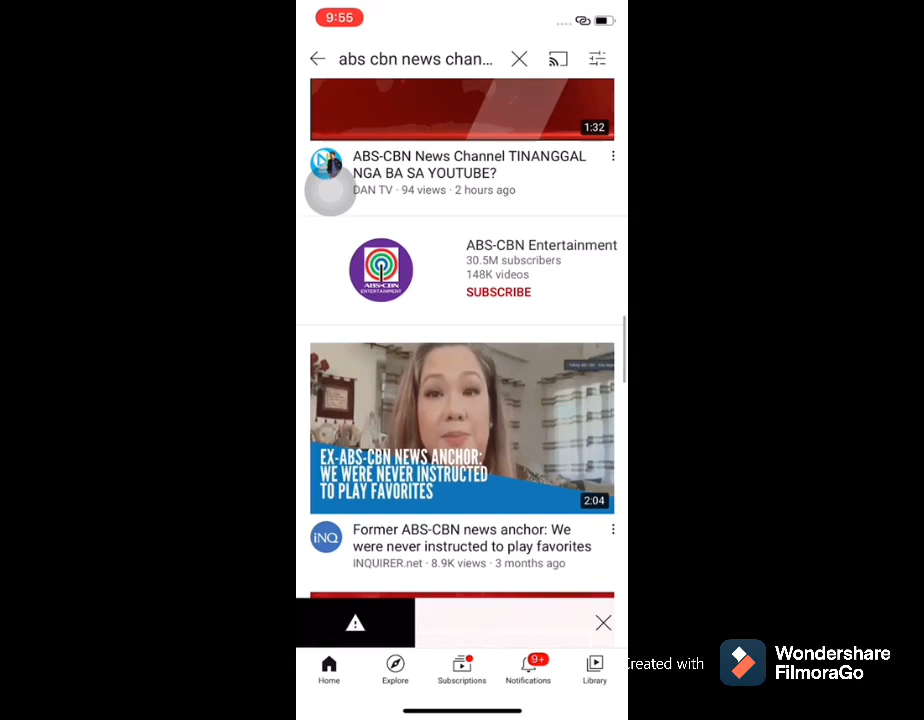 9:55
abs cbn news chan...
1:32
ABS-CBN News Channel TINANGGAL
NGA BA SA YOUTUBE?
DAN TV · 94 views · 2 hours ago
ABS-CBN Entertainment
30.5M subscribers
148K videos
SUBSCRIBE
ABS-CBN
ENTERTAINMENT
EX-ABS-CBN NEWS ANCHOR:
WE WERE NEVER INSTRUCTED
TO PLAY FAVORITES
2:04
iNQ
Former ABS-CBN news anchor: We
were never instructed to play favorites
INQUIRER.net · 8.9K views · 3 months ago
9+
Home
Explore
Subscriptions
Notifications
Library
Created with
Wondershare
FilmoraGo